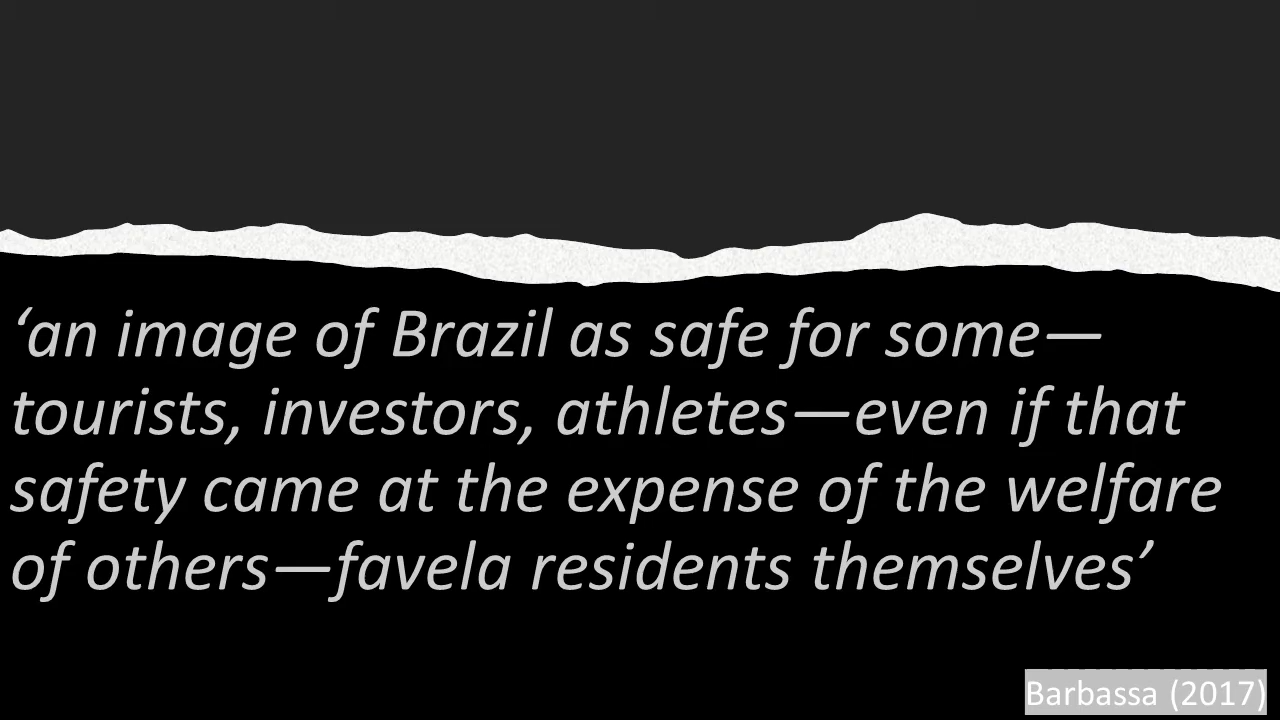 ‘an image of Brazil as safe for some—
tourists, investors, athletes—even if that
safety came at the expense of the welfare
of others—favela residents themselves’
Barbassa (2017)